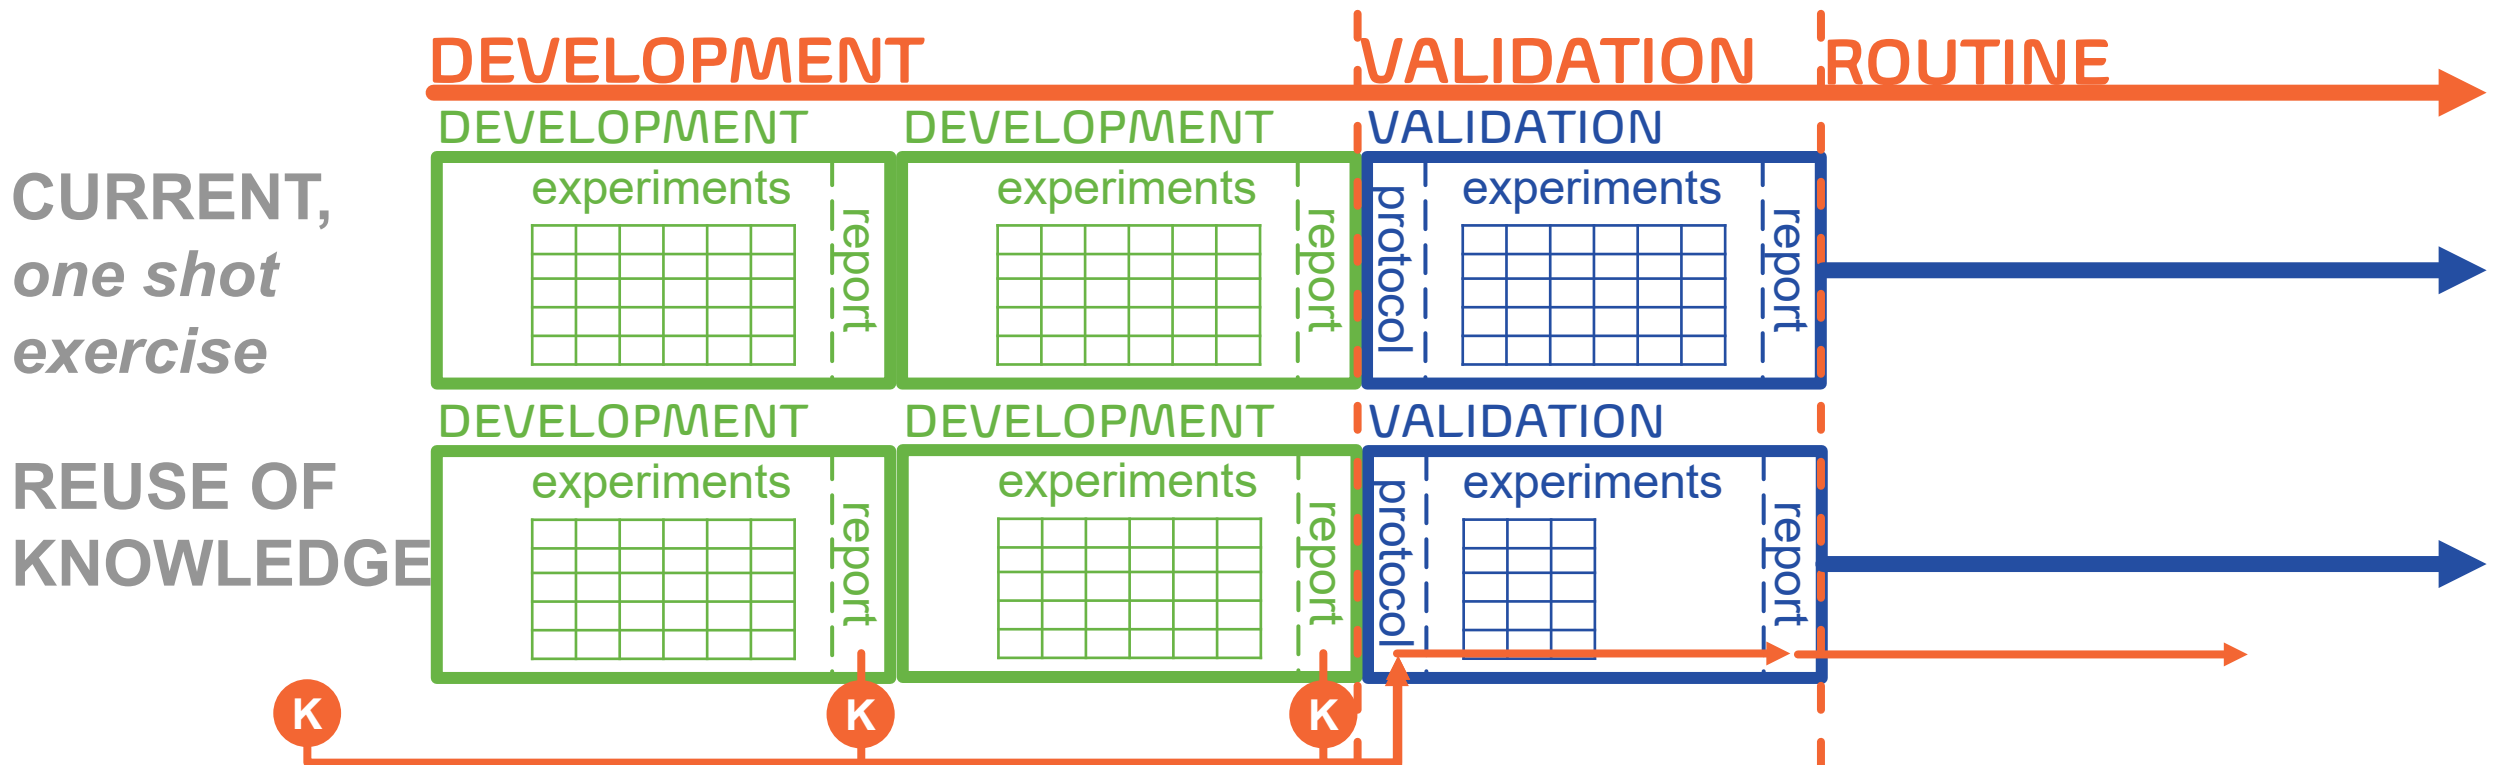 DEVELOPMENT VALIDATION ROUTINE
DEVELOPMENT DEVELOPMENT VALIDATION
CURRENT,
one shot
exercise
experiments
report
experiments
report
protocol
experiments
report
DEVELOPMENT DEVELOPMENT VALIDATION
REUSE OF
KNOWLEDGE
experiments
report
experiments
report
protocol
experiments
report
K K K